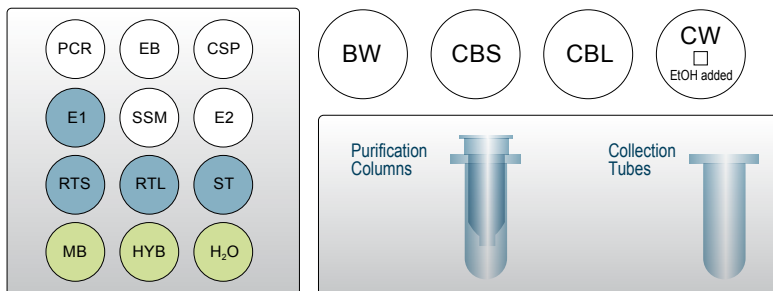 PCR EB CSP
E1 SSM E2
RTS RTL ST
MB HYB H₂O
BW CBS CBL CW
EtOH added
Purification
Columns
Collection
Tubes